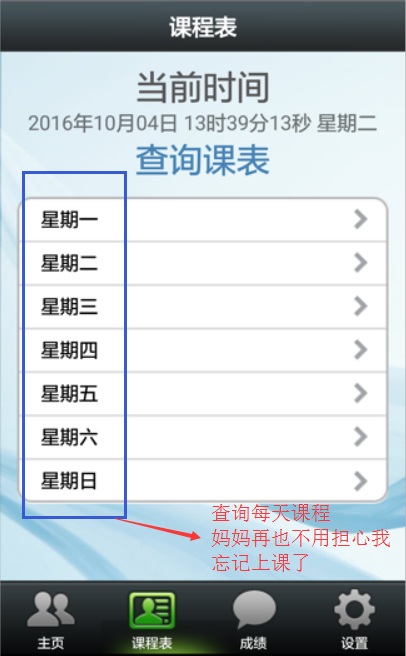 课程表
当前时间
2016年10月04日 13时39分13秒 星期二
查询课表
星期一
星期二
星期三
星期四
星期五
星期六
星期日
查询每天课程
妈妈再也不用担心我
忘记上课了
主页 课程表 成绩 设置